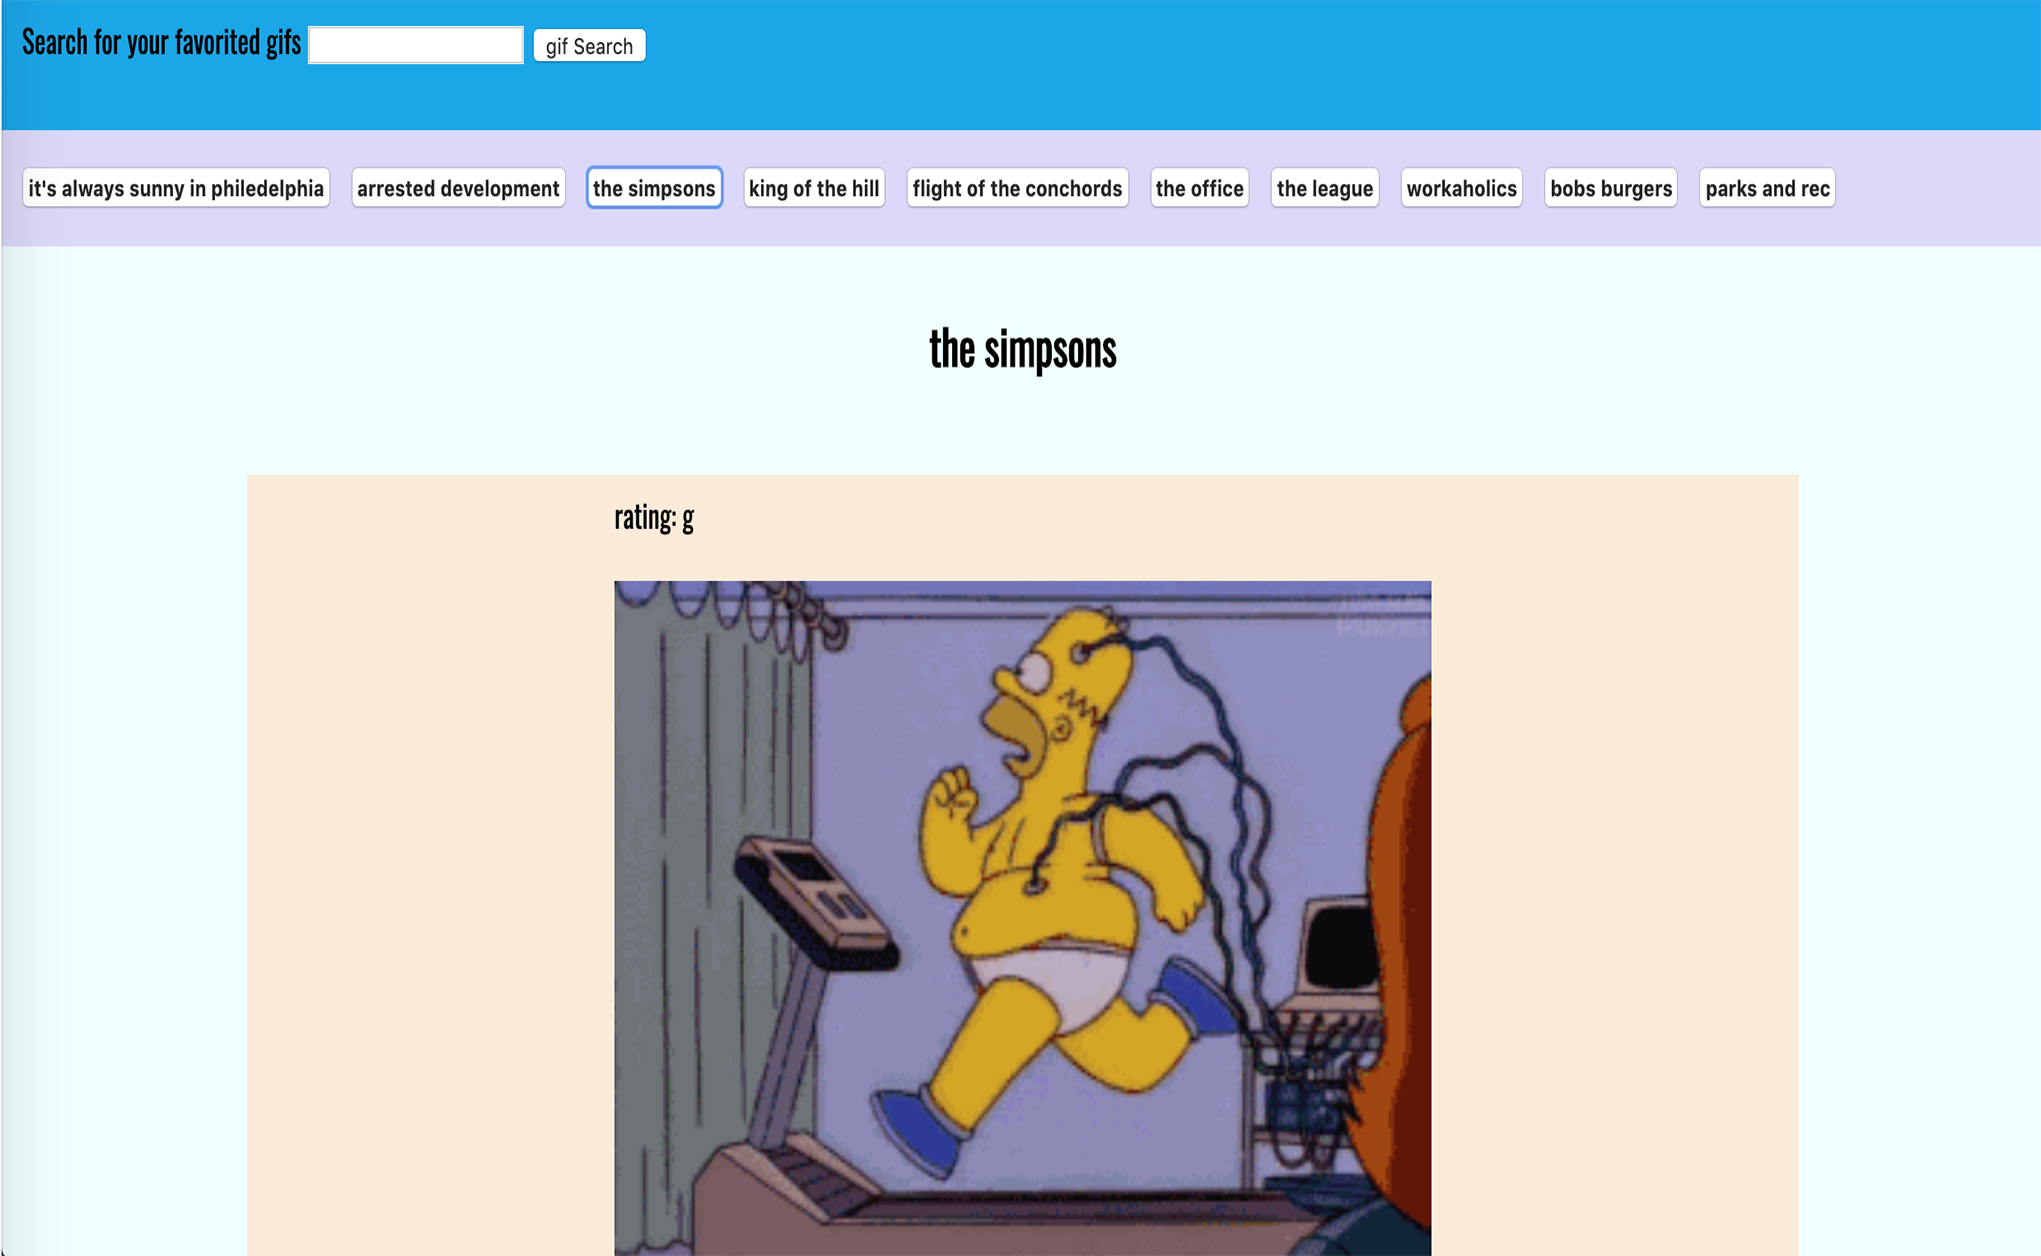 Search for your favorited gifs gif Search
it's always sunny in philedelphia arrested development the simpsons king of the hill flight of the conchords the office the league workaholics bobs burgers parks and rec
the simpsons
rating: g